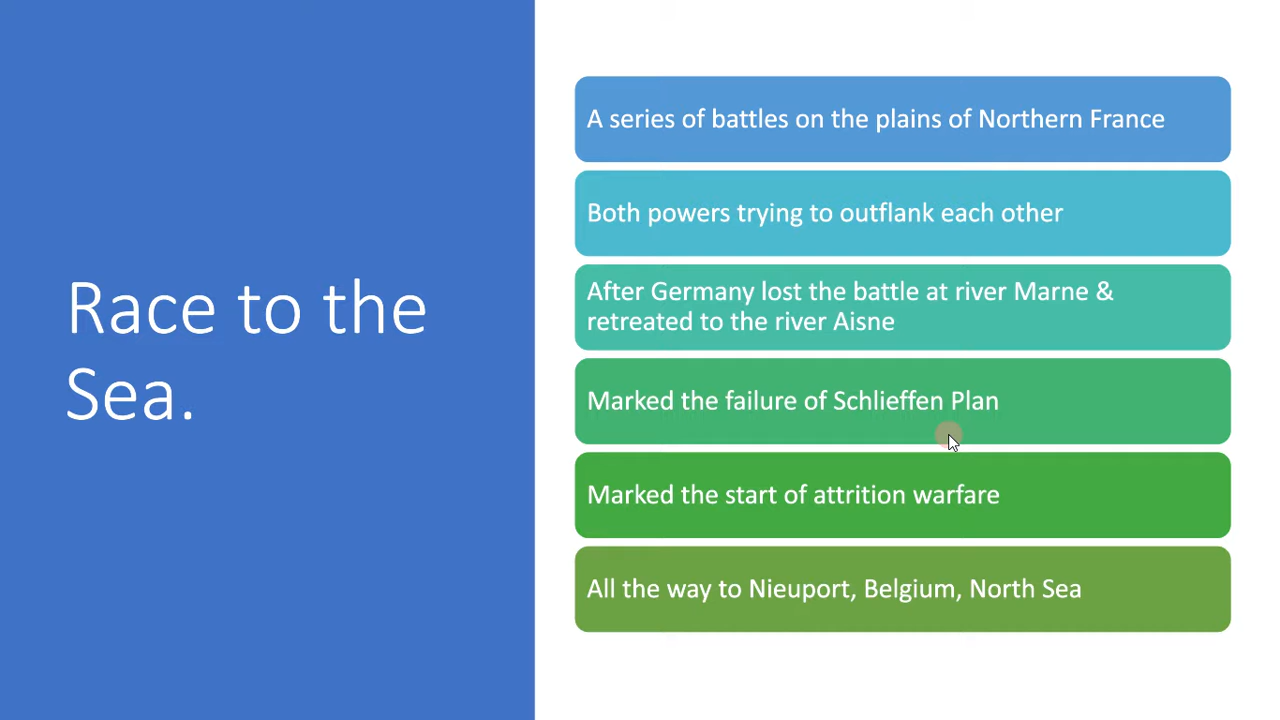 Race to the
Sea.
A series of battles on the plains of Northern France
Both powers trying to outflank each other
After Germany lost the battle at river Marne &
retreated to the river Aisne
Marked the failure of Schlieffen Plan
Marked the start of attrition warfare
All the way to Nieuport, Belgium, North Sea